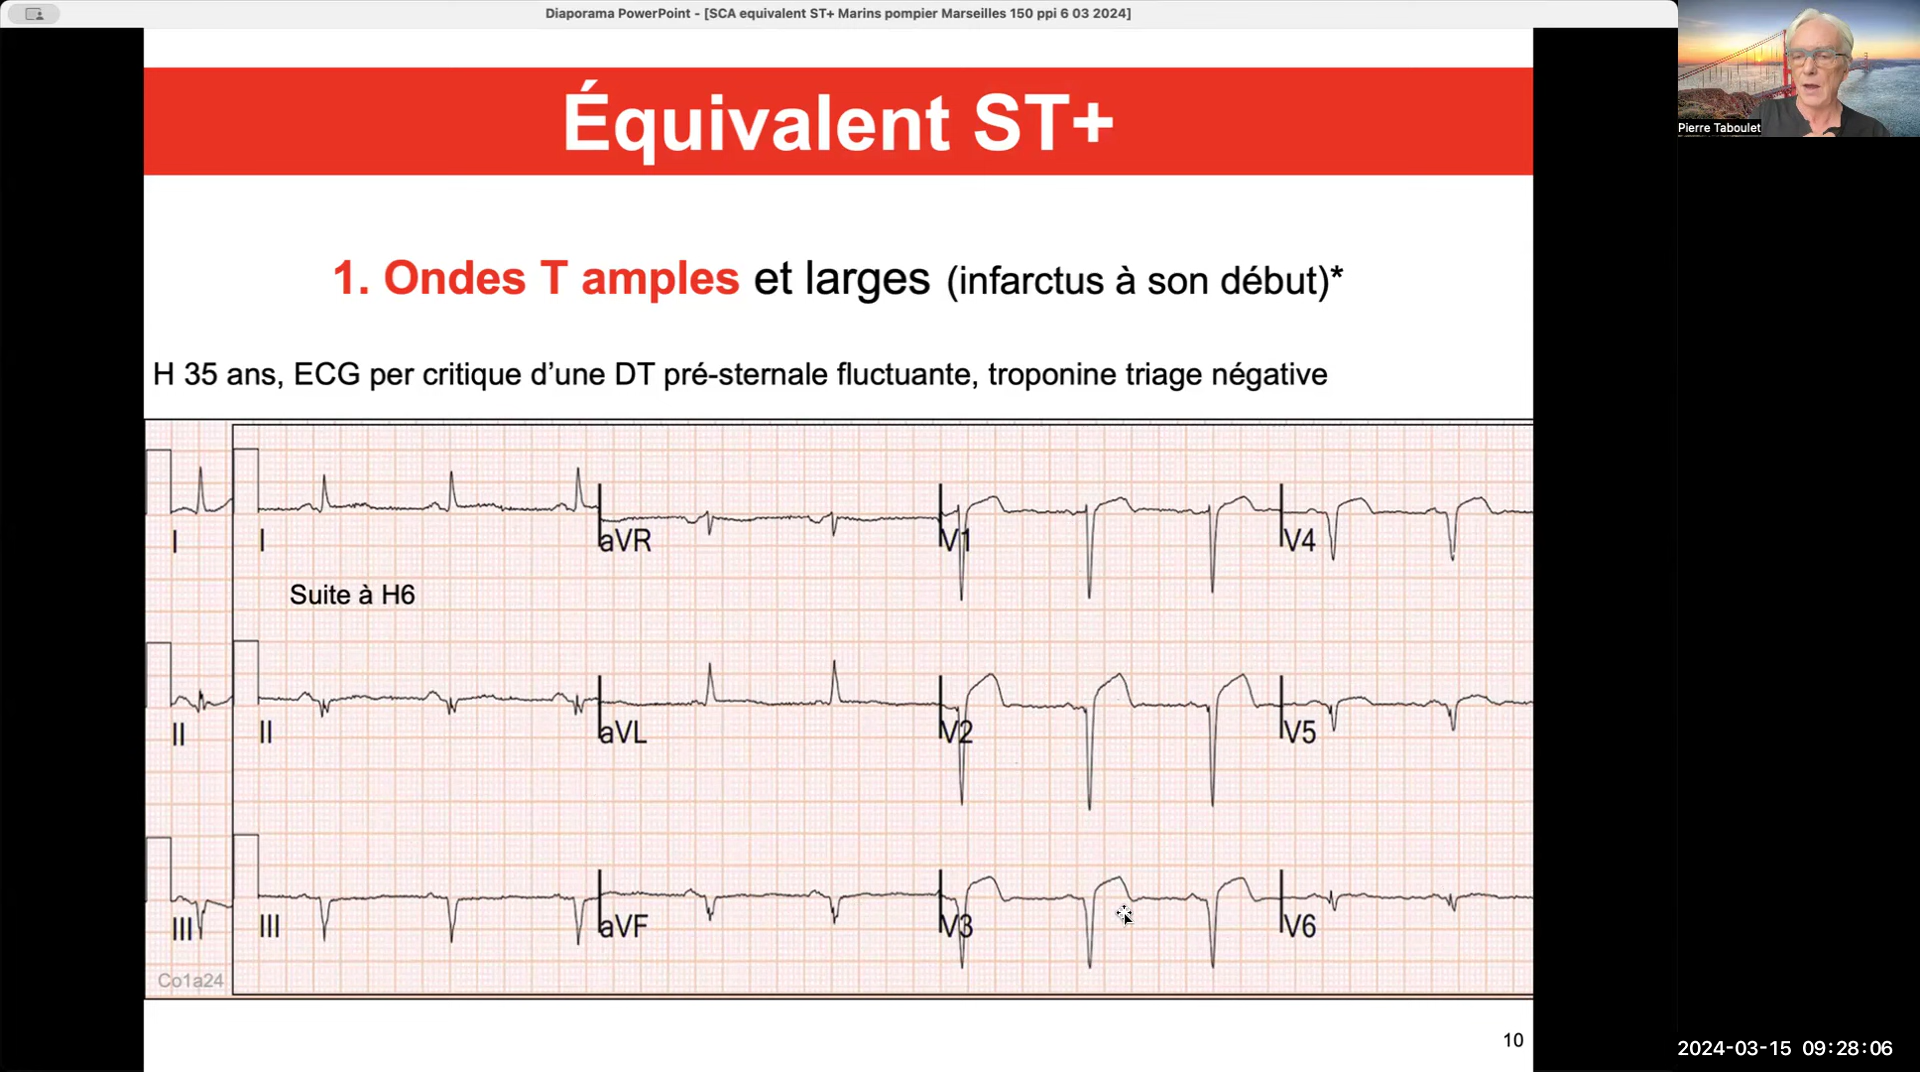 Diaporama PowerPoint - [SCA equivalent ST+ Marins pompier Marseilles 150 ppi 6 03 2024]
Pierre Taboulet
Équivalent ST+
1. Ondes T amples et larges (infarctus à son début)*
H 35 ans, ECG per critique d’une DT pré-sternale fluctuante, troponine triage négative
I I aVR V1 V4
Suite à H6
II II aVL V2 V5
III III aVF V3 V6
Co1a24
10
2024-03-15 09:28:06